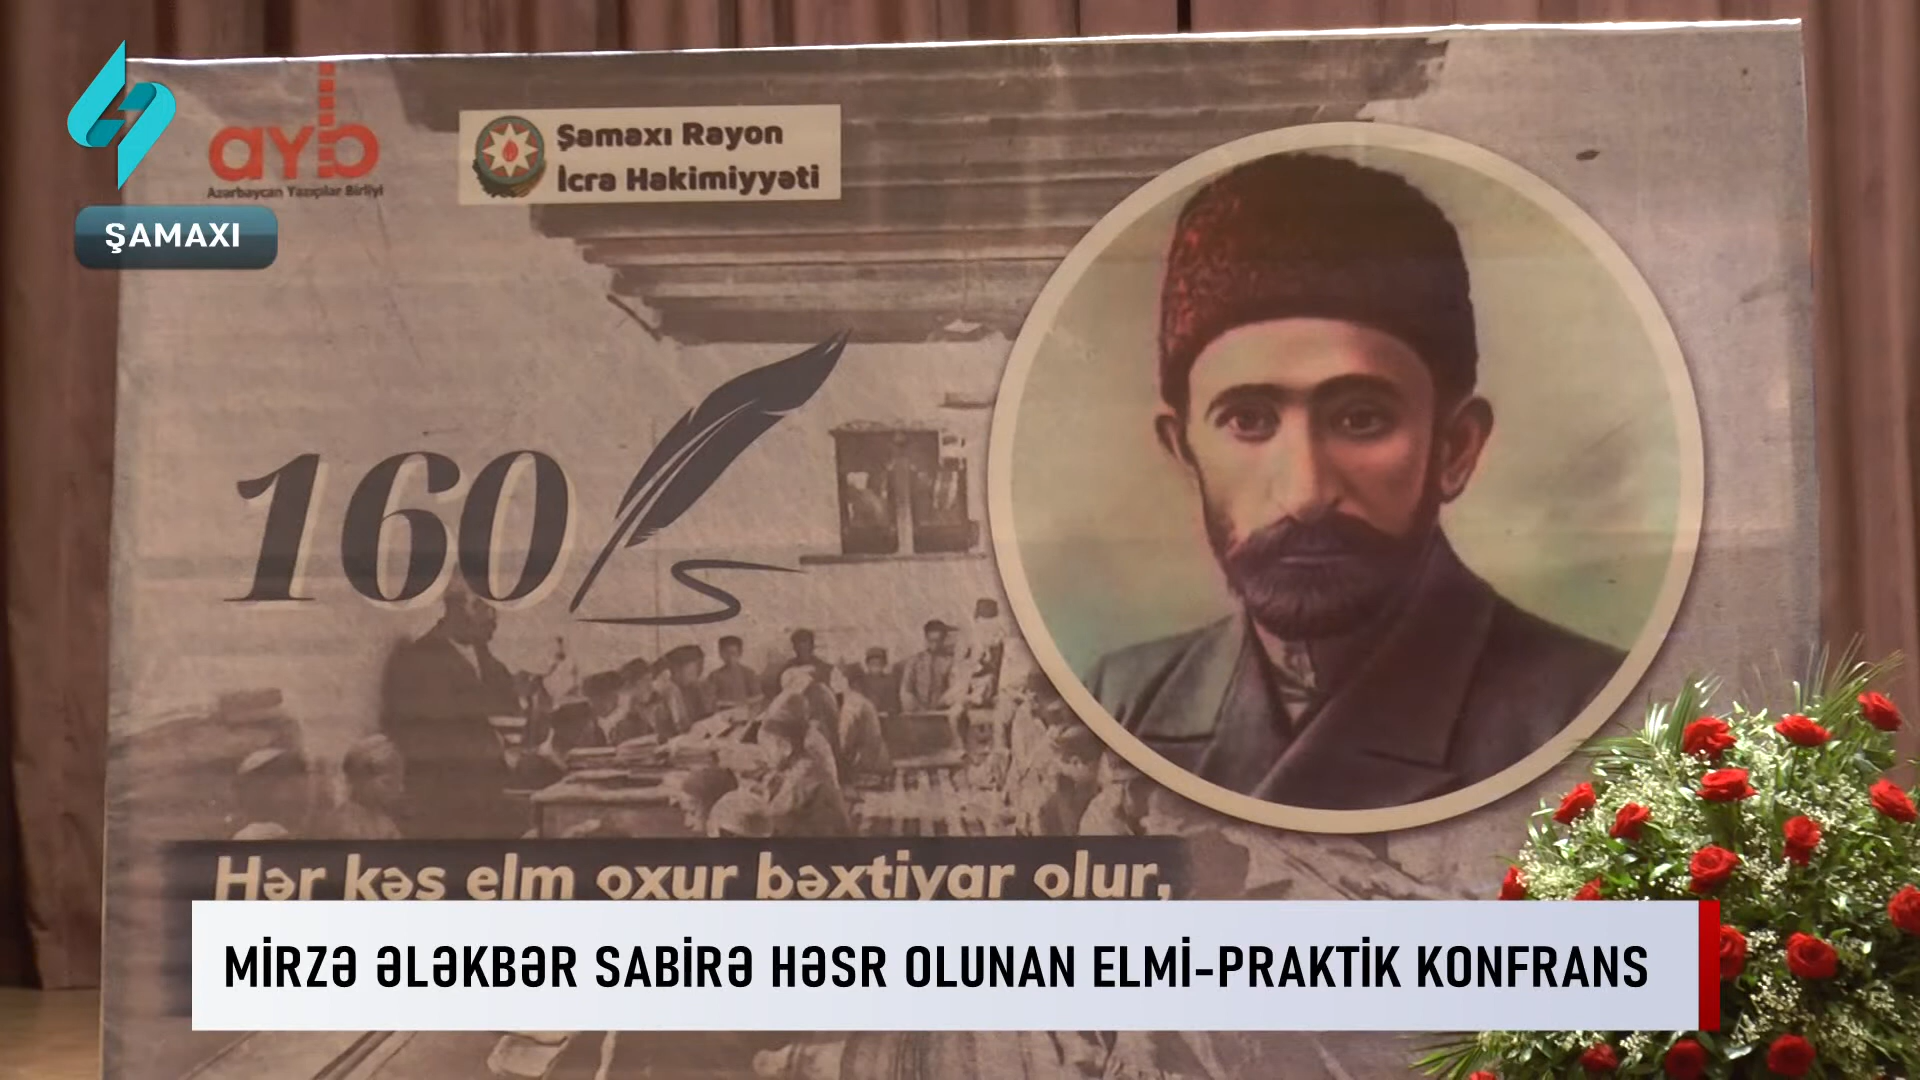 ayb
Azərbaycan Yazıçılar Birliyi
Şamaxı Rayon
İcra Hakimiyyəti
ŞAMAXI
160
Hər kəs elm oxur bəxtiyar olur,
MİRZƏ ƏLƏKBƏR SABİRƏ HƏSR OLUNAN ELMİ-PRAKTİK KONFRANS